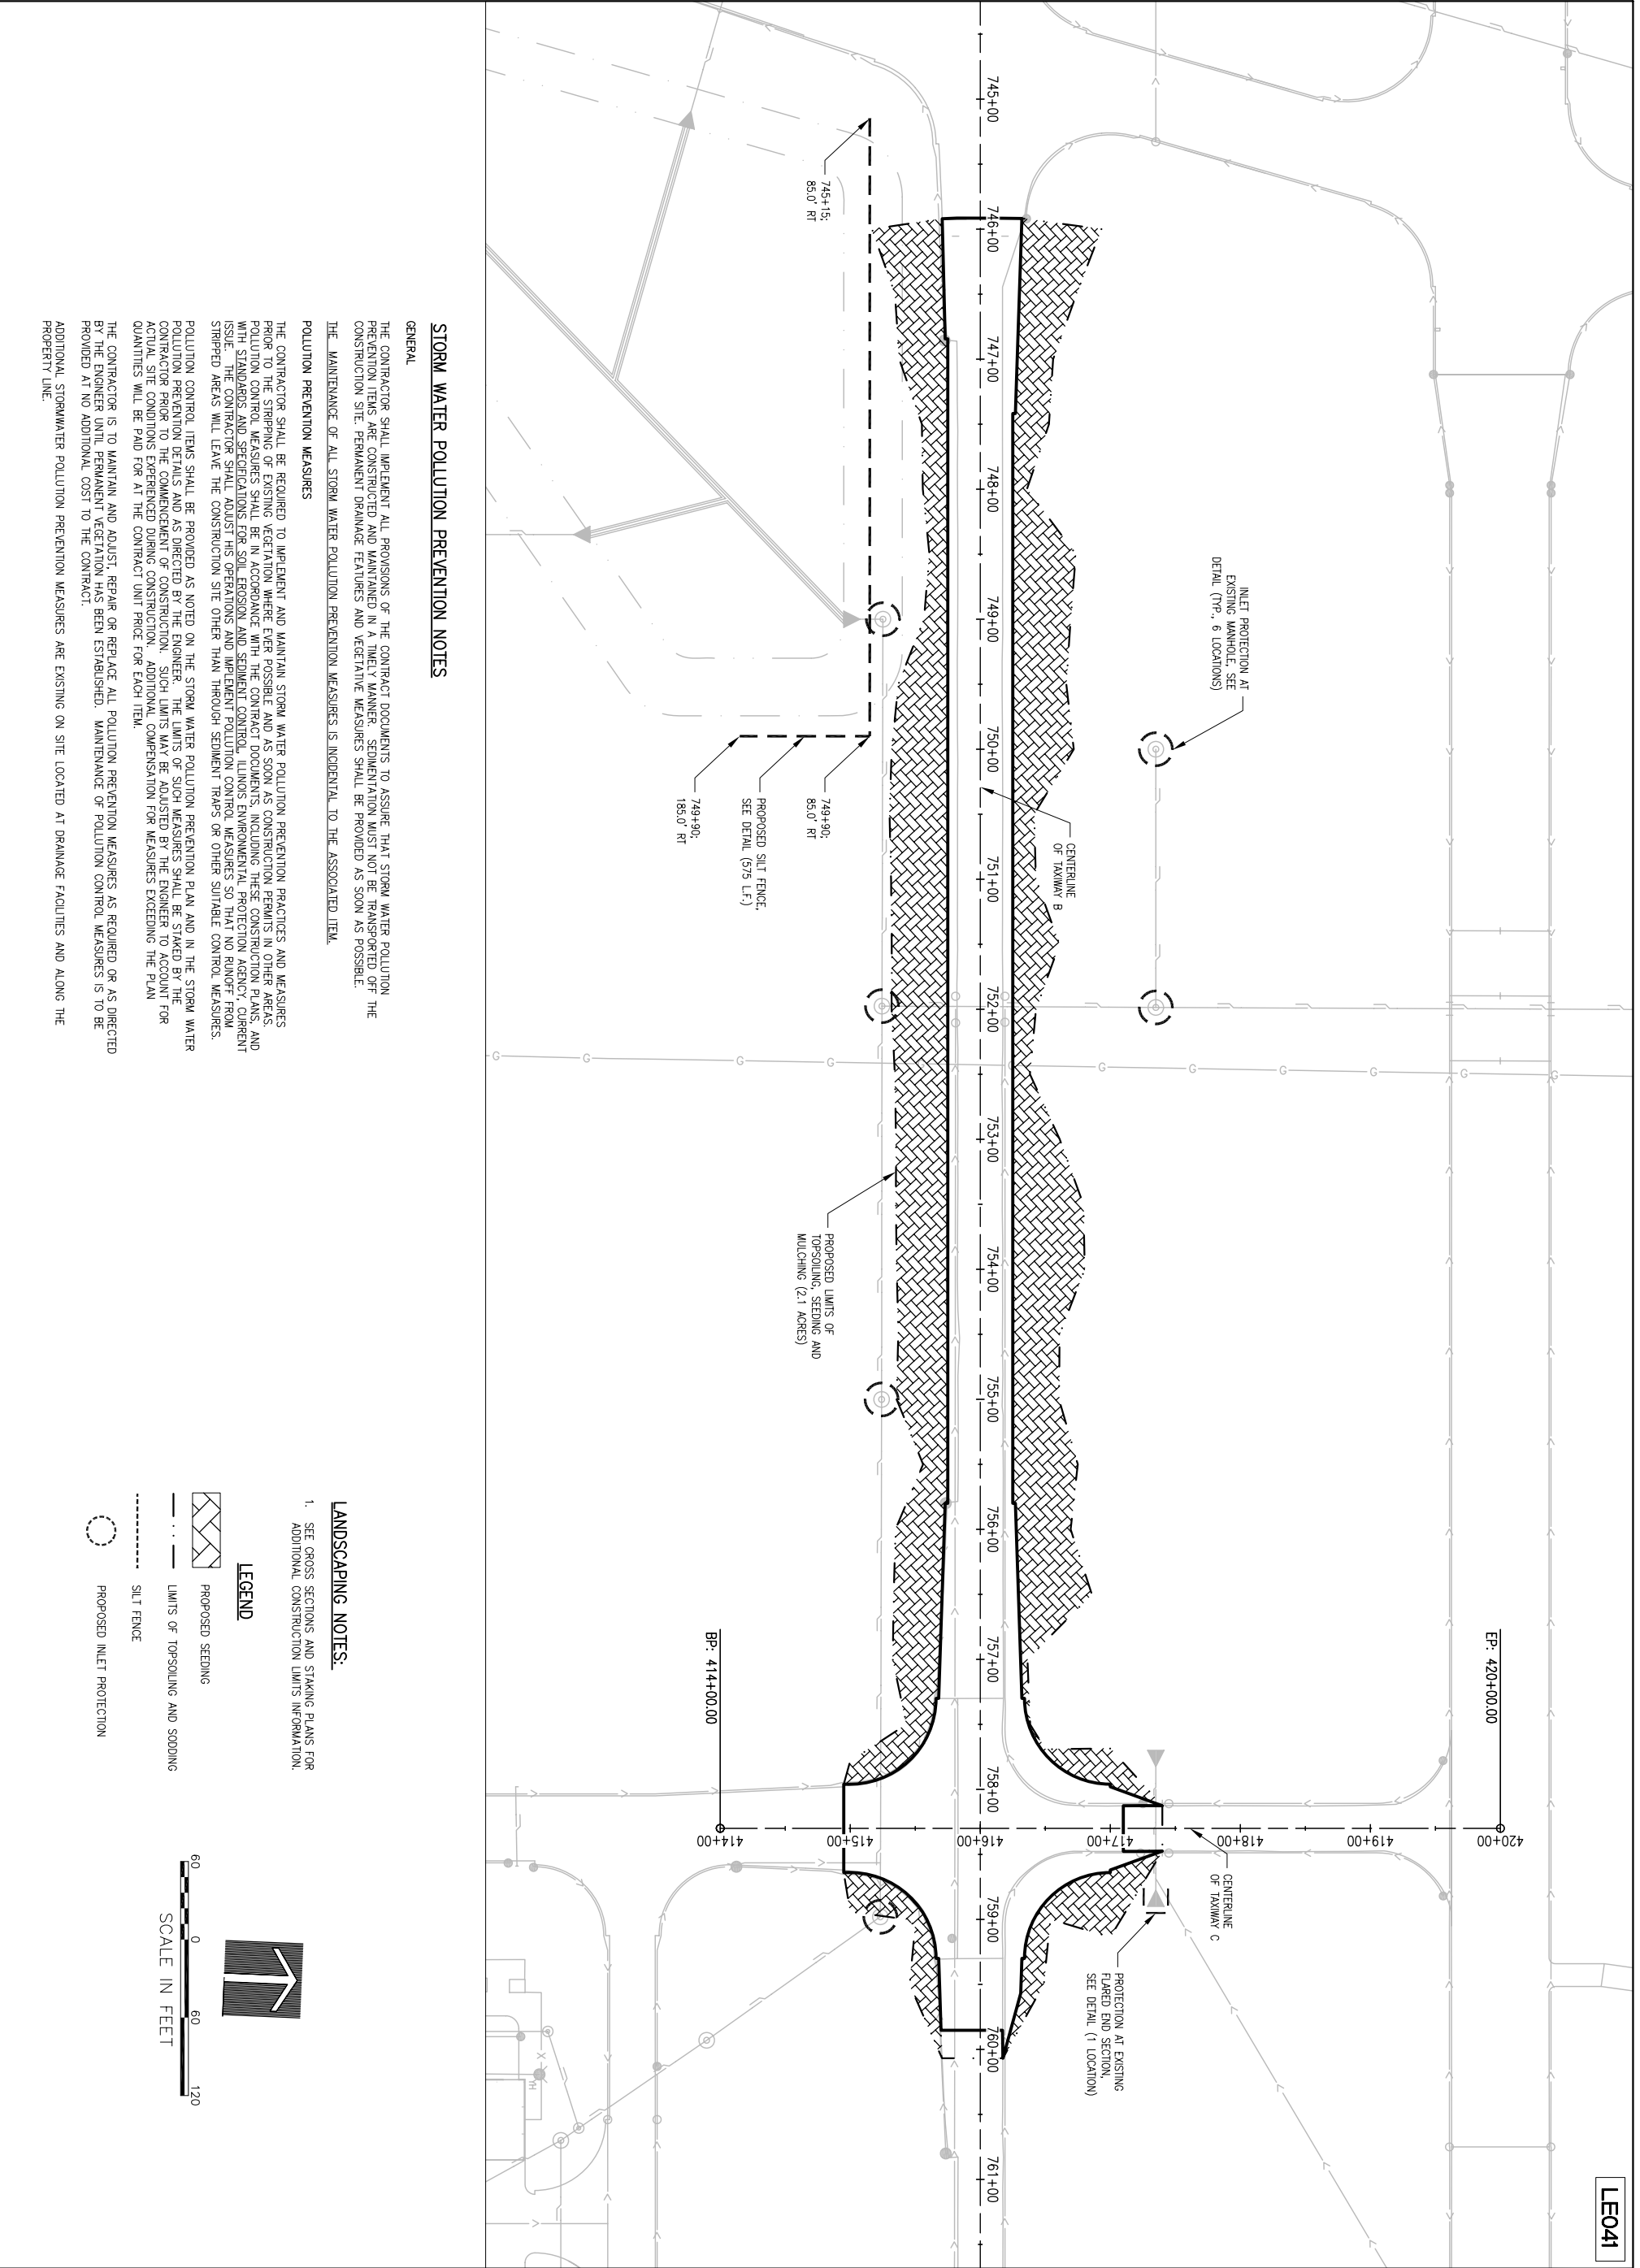 LE041
EP: 420+00.00
420+00
419+00
418+00
417+00
416+00
415+00
414+00
BP: 414+00.00
INLET PROTECTION AT
EXISTING MANHOLE, SEE
DETAIL (TYP., 6 LOCATIONS)
CENTERLINE
OF TAXIWAY C
PROTECTION AT EXISTING
FLARED END SECTION,
SEE DETAIL (1 LOCATION)
CENTERLINE
OF TAXIWAY B
G
G
G
G
G
G
G
G
G
G
745+00
746+00
747+00
748+00
749+00
750+00
751+00
752+00
753+00
754+00
755+00
756+00
757+00
758+00
759+00
760+00
761+00
745+15;
85.0' RT
749+90;
85.0' RT
PROPOSED SILT FENCE,
SEE DETAIL (575 L.F.)
749+90;
185.0' RT
PROPOSED LIMITS OF
TOPSOILING, SEEDING AND
MULCHING (2.1 ACRES)
STORM WATER POLLUTION PREVENTION NOTES
GENERAL
THE CONTRACTOR SHALL IMPLEMENT ALL PROVISIONS OF THE CONTRACT DOCUMENTS TO ASSURE THAT STORM WATER POLLUTION
PREVENTION ITEMS ARE CONSTRUCTED AND MAINTAINED IN A TIMELY MANNER. SEDIMENTATION MUST NOT BE TRANSPORTED OFF THE
CONSTRUCTION SITE. PERMANENT DRAINAGE FEATURES AND VEGETATIVE MEASURES SHALL BE PROVIDED AS SOON AS POSSIBLE.
THE MAINTENANCE OF ALL STORM WATER POLLUTION PREVENTION MEASURES IS INCIDENTAL TO THE ASSOCIATED ITEM.
POLLUTION PREVENTION MEASURES
THE CONTRACTOR SHALL BE REQUIRED TO IMPLEMENT AND MAINTAIN STORM WATER POLLUTION PREVENTION PRACTICES AND MEASURES
PRIOR TO THE STRIPPING OF EXISTING VEGETATION WHERE EVER POSSIBLE AND AS SOON AS CONSTRUCTION PERMITS IN OTHER AREAS.
POLLUTION CONTROL MEASURES SHALL BE IN ACCORDANCE WITH THE CONTRACT DOCUMENTS, INCLUDING THESE CONSTRUCTION PLANS, AND
WITH STANDARDS AND SPECIFICATIONS FOR SOIL EROSION AND SEDIMENT CONTROL, ILLINOIS ENVIRONMENTAL PROTECTION AGENCY, CURRENT
ISSUE. THE CONTRACTOR SHALL ADJUST HIS OPERATIONS AND IMPLEMENT POLLUTION CONTROL MEASURES SO THAT NO RUNOFF FROM
STRIPPED AREAS WILL LEAVE THE CONSTRUCTION SITE OTHER THAN THROUGH SEDIMENT TRAPS OR OTHER SUITABLE CONTROL MEASURES.
POLLUTION CONTROL ITEMS SHALL BE PROVIDED AS NOTED ON THE STORM WATER POLLUTION PREVENTION PLAN AND IN THE STORM WATER
POLLUTION PREVENTION DETAILS AND AS DIRECTED BY THE ENGINEER. THE LIMITS OF SUCH MEASURES SHALL BE STAKED BY THE
CONTRACTOR PRIOR TO THE COMMENCEMENT OF CONSTRUCTION. SUCH LIMITS MAY BE ADJUSTED BY THE ENGINEER TO ACCOUNT FOR
ACTUAL SITE CONDITIONS EXPERIENCED DURING CONSTRUCTION. ADDITIONAL COMPENSATION FOR MEASURES EXCEEDING THE PLAN
QUANTITIES WILL BE PAID FOR AT THE CONTRACT UNIT PRICE FOR EACH ITEM.
THE CONTRACTOR IS TO MAINTAIN AND ADJUST, REPAIR OR REPLACE ALL POLLUTION PREVENTION MEASURES AS REQUIRED OR AS DIRECTED
BY THE ENGINEER UNTIL PERMANENT VEGETATION HAS BEEN ESTABLISHED. MAINTENANCE OF POLLUTION CONTROL MEASURES IS TO BE
PROVIDED AT NO ADDITIONAL COST TO THE CONTRACT.
ADDITIONAL STORMWATER POLLUTION PREVENTION MEASURES ARE EXISTING ON SITE LOCATED AT DRAINAGE FACILITIES AND ALONG THE
PROPERTY LINE.
LANDSCAPING NOTES:
1. SEE CROSS SECTIONS AND STAKING PLANS FOR
ADDITIONAL CONSTRUCTION LIMITS INFORMATION.
LEGEND
PROPOSED SEEDING
LIMITS OF TOPSOILING AND SODDING
SILT FENCE
PROPOSED INLET PROTECTION
60 0 60 120
SCALE IN FEET